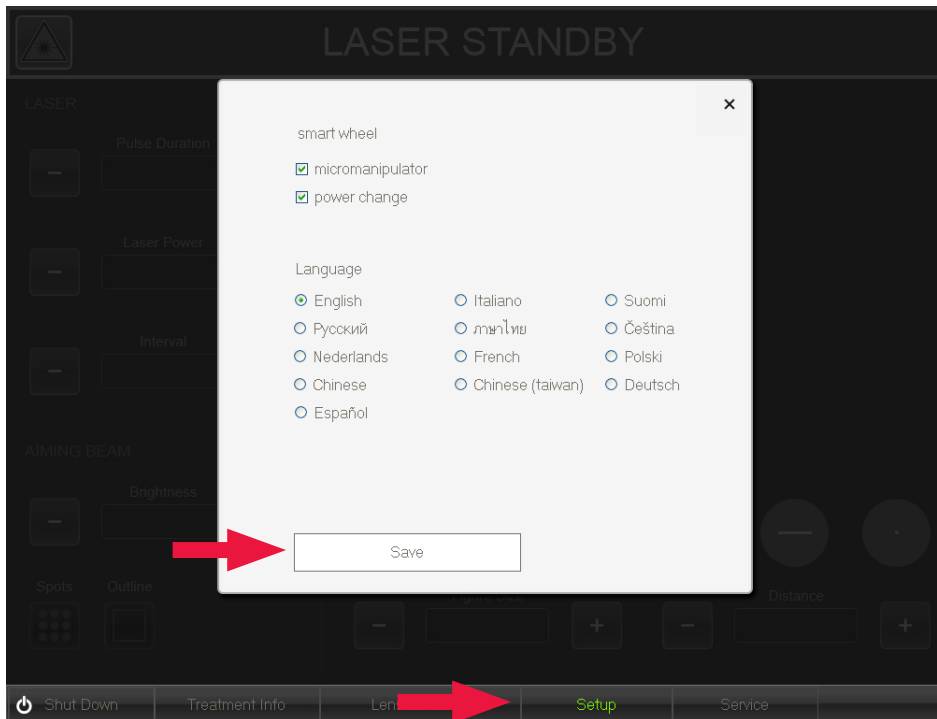 LASER STANDBY
LASER
Pulse Duration
Laser Power
Interval
AIMING BEAM
Brightness
Spots Outline
smart wheel
micromanipulator
power change
Language
English Italiano Suomi
Русский ภาษาไทย Čeština
Nederlands French Polski
Chinese Chinese (taiwan) Deutsch
Español
Save
Distance
Shut Down Treatment Info Setup Service